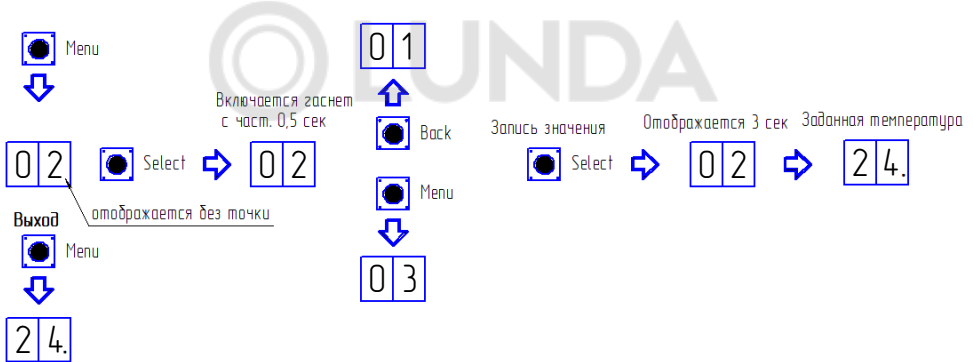 LUNDA
Menu
02
Select
Включается гаснет
с част. 0,5 сек
02
отображается без точки
Выход
Menu
24.
01
Back
Menu
03
Запись значения
Select
Отображается 3 сек
02
Заданная температура
24.